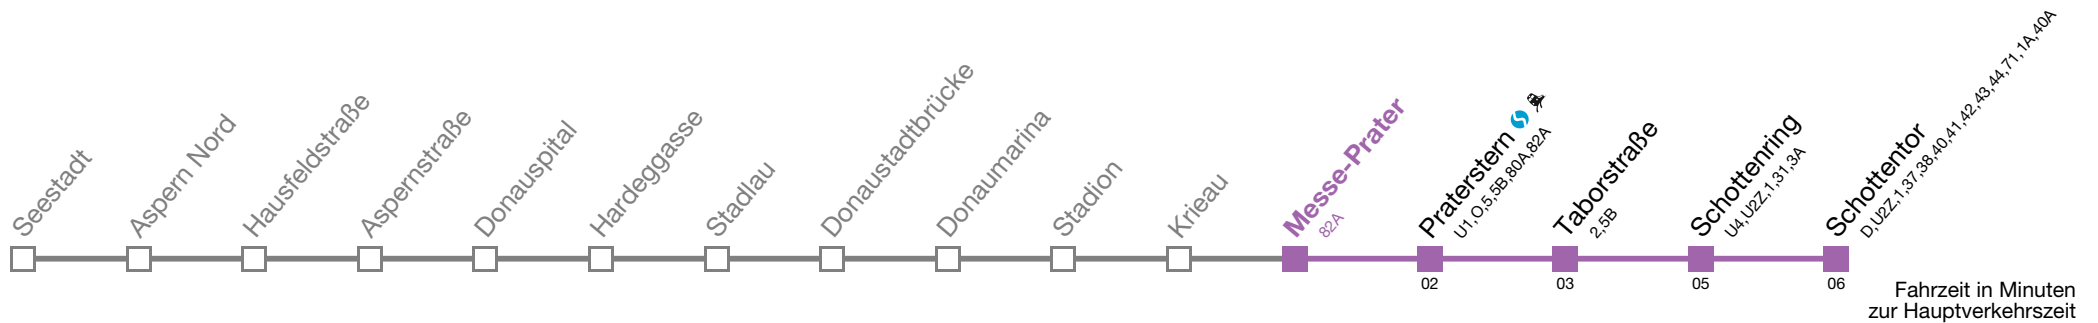 Seestadt
Aspern Nord
Hausfeldstraße
Aspernstraße
Donauspital
Hardeggasse
Stadlau
Donaustadtbrücke
Donaumarina
Stadion
Krieau
Messe-Prater
82A
Praterstern
U1,O,5,5B,80A,82A
Taborstraße
2,5B
Schottenring
U4,U2Z,1,31,3A
Schottentor
D,U2Z,1,37,38,40,41,42,43,44,71,1A,40A
02
03
05
06
Fahrzeit in Minuten
zur Hauptverkehrszeit